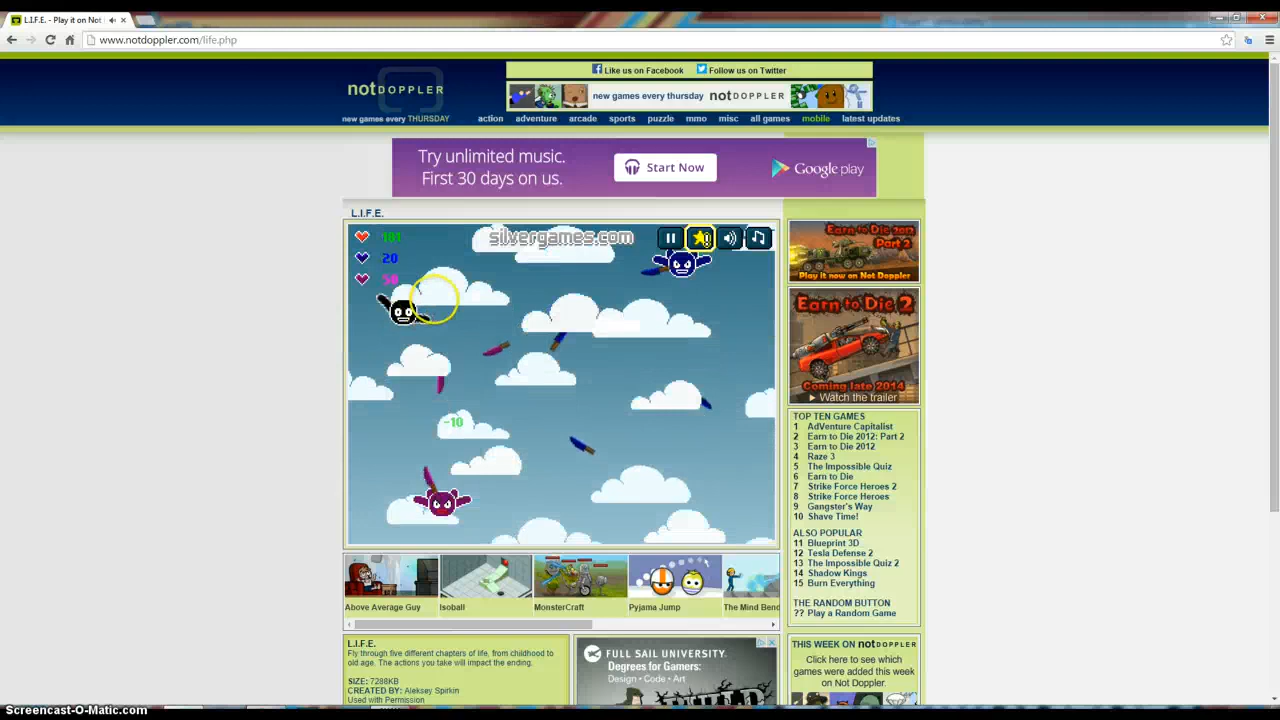 L.I.F.E. - Play it on Not
www.notdoppler.com/life.php
Like us on Facebook
Follow us on Twitter
notDOPPLER
new games every thursday notDOPPLER
new games every THURSDAY
action adventure arcade sports puzzle mmo misc all games mobile latest updates
Try unlimited music.
First 30 days on us.
Start Now
Google play
L.I.F.E.
silvergames.com
20
50
-10
Earn to Die 2012
Part 2
Play it now on Not Doppler
Earn to Die 2
Coming late 2014
Watch the trailer
TOP TEN GAMES
1 AdVenture Capitalist
2 Earn to Die 2012: Part 2
3 Earn to Die 2012
4 Raze 3
5 The Impossible Quiz
6 Earn to Die
7 Strike Force Heroes 2
8 Strike Force Heroes
9 Gangster's Way
10 Shave Time!
ALSO POPULAR
11 Blueprint 3D
12 Tesla Defense 2
13 The Impossible Quiz 2
14 Shadow Kings
15 Burn Everything
THE RANDOM BUTTON
?? Play a Random Game
Above Average Guy
Isoball
MonsterCraft
Pyjama Jump
The Mind Bend
L.I.F.E.
Fly through five different chapters of life, from childhood to
old age. The actions you take will impact the ending.
SIZE: 7288KB
CREATED BY: Aleksey Spirkin
Used with Permission
FULL SAIL UNIVERSITY.
Degrees for Gamers:
Design • Code • Art
THIS WEEK ON notDOPPLER
Click here to see which
games were added this week
on Not Doppler.
Screencast-O-Matic.com